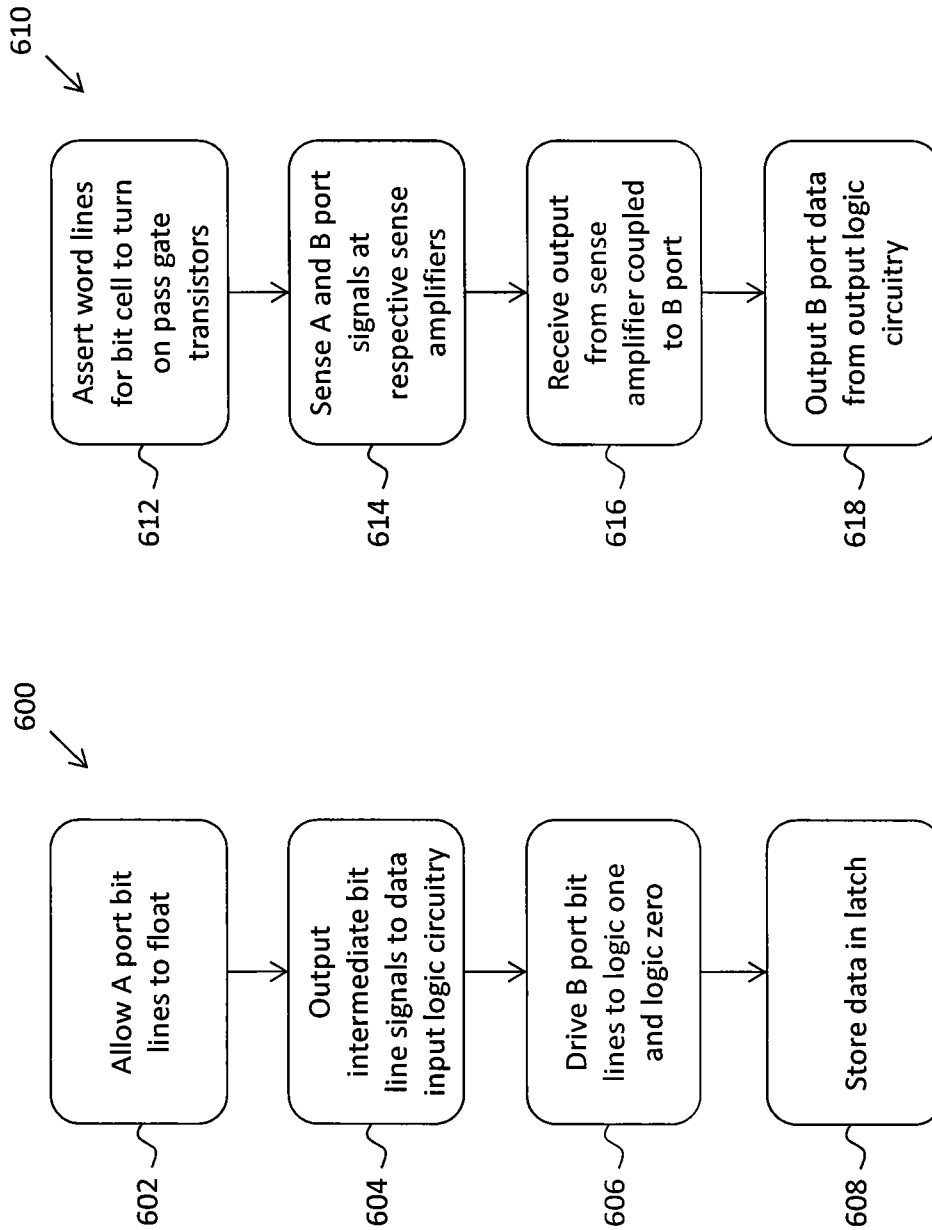 600
602
Allow A port bit
lines to float
604
Output
intermediate bit
line signals to data
input logic circuitry
606
Drive B port bit
lines to logic one
and logic zero
608
Store data in latch
610
612
Assert word lines
for bit cell to turn
on pass gate
transistors
614
Sense A and B port
signals at
respective sense
amplifiers
616
Receive output
from sense
amplifier coupled
to B port
618
Output B port data
from output logic
circuitry